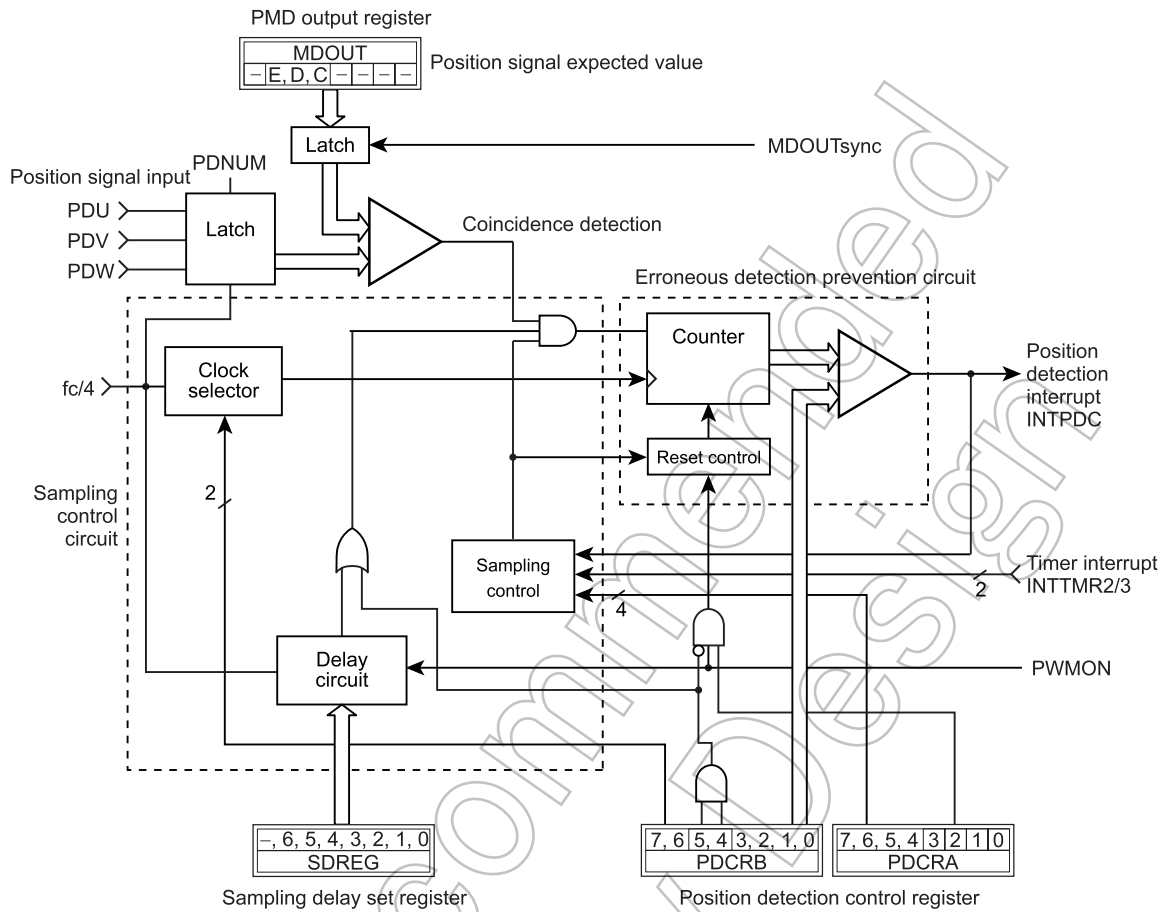 PMD output register
MDOUT
– E, D, C – – – –
Position signal expected value
Latch
MDOUTsync
PDNUM
Position signal input
PDU
PDV
PDW
Latch
Coincidence detection
Erroneous detection prevention circuit
Counter
Clock
selector
fc/4
Position
detection
interrupt
INTPDC
Reset control
2
Sampling
control
circuit
Sampling
control
Timer interrupt
INTTMR2/3
2
4
Delay
circuit
PWMON
–, 6, 5, 4, 3, 2, 1, 0
SDREG
7, 6 5, 4 3, 2, 1, 0
PDCRB
7, 6, 5, 4 3 2 1 0
PDCRA
Sampling delay set register
Position detection control register
commended
Design